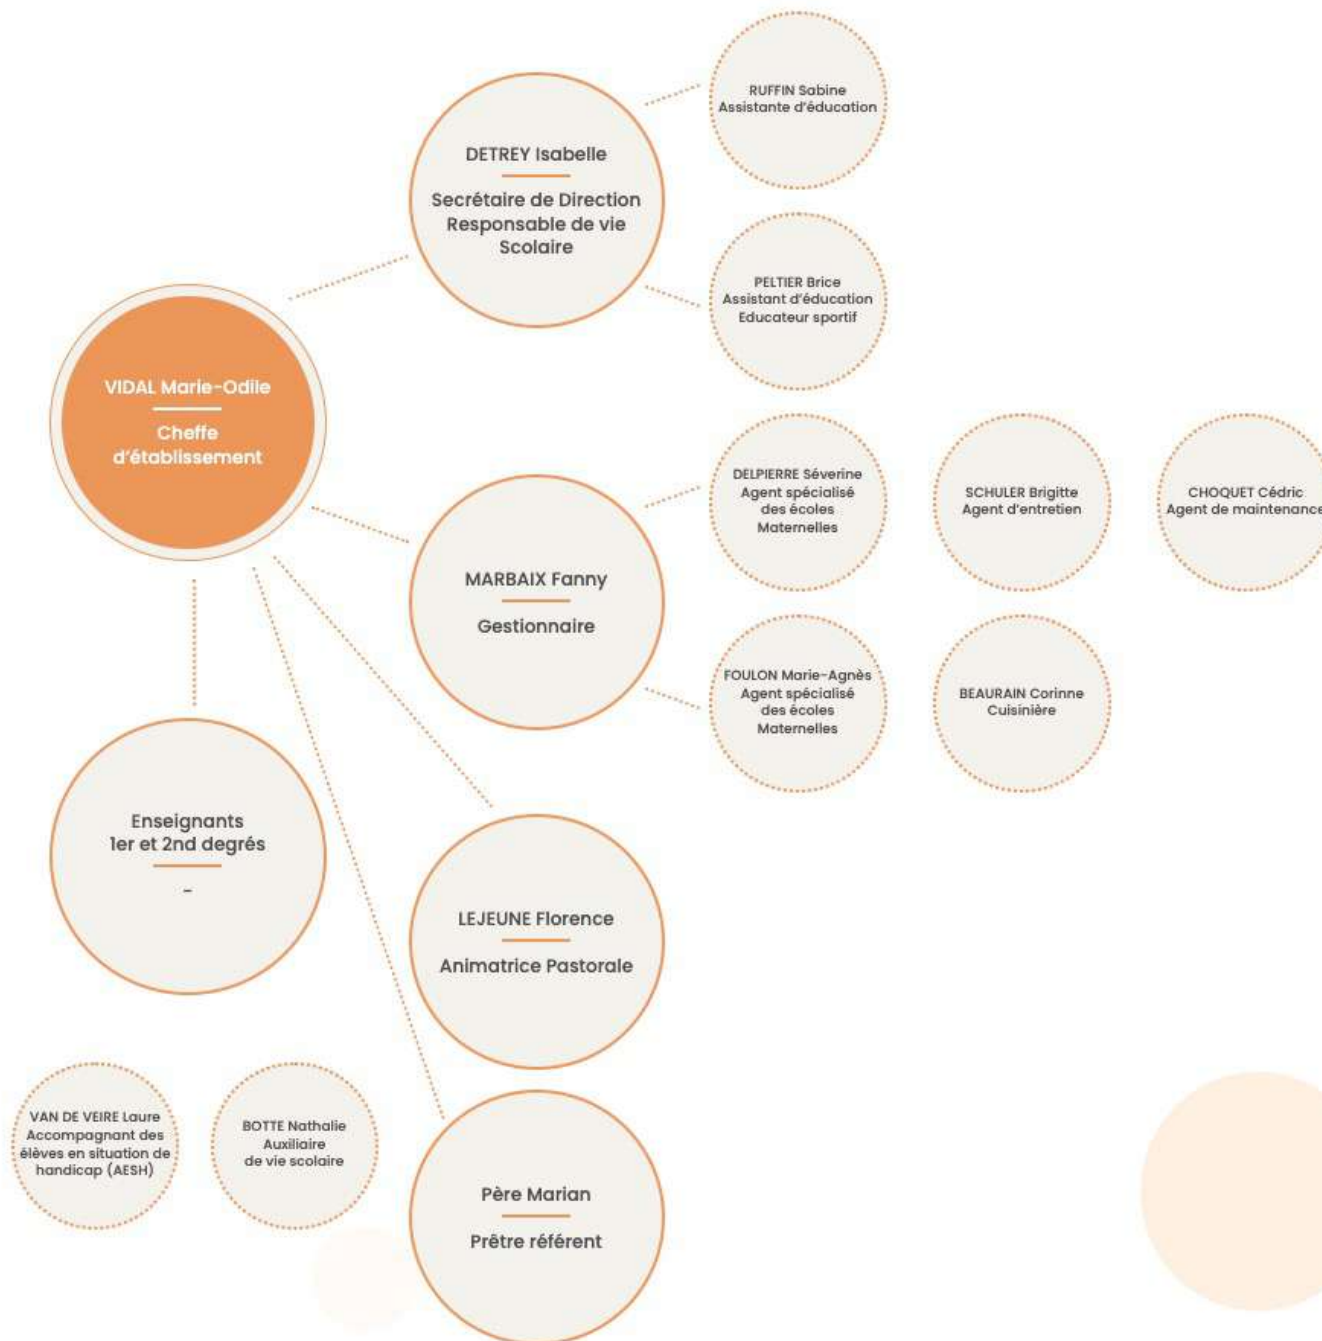 RUFFIN Sabine
Assistante d'éducation
DETREY Isabelle
Secrétaire de Direction
Responsable de vie
Scolaire
PELTIER Brice
Assistant d'éducation
Educateur sportif
VIDAL Marie-Odile
Cheffe
d'établissement
DELPIERRE Séverine
Agent spécialisé
des écoles
Maternelles
SCHULER Brigitte
Agent d'entretien
CHOQUET Cédric
Agent de maintenance
MARBAIX Fanny
Gestionnaire
FOULON Marie-Agnès
Agent spécialisé
des écoles
Maternelles
BEAURAIN Corinne
Cuisinière
Enseignants
1er et 2nd degrés
-
LEJEUNE Florence
Animatrice Pastorale
VAN DE VEIRE Laure
Accompagnant des
élèves en situation de
handicap (AESH)
BOTTE Nathalie
Auxiliaire
de vie scolaire
Père Marian
Prêtre référent